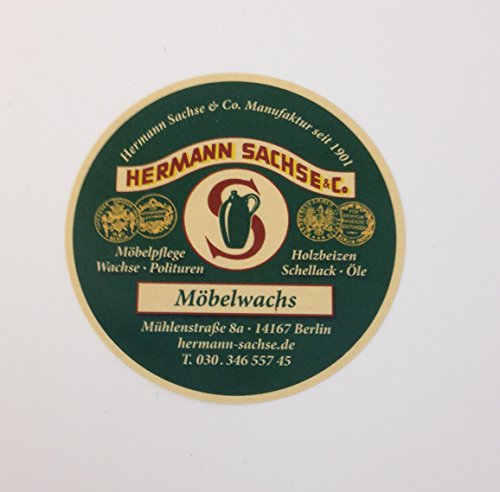 Hermann Sachse & Co. Manufaktur seit 1901
HERMANN SACHSE & C.
S
Möbelpflege
Wachse · Polituren
Holzbeizen
Schellack · Öle
Möbelwachs
Mühlenstraße 8a · 14167 Berlin
hermann-sachse.de
T. 030 . 346 557 45